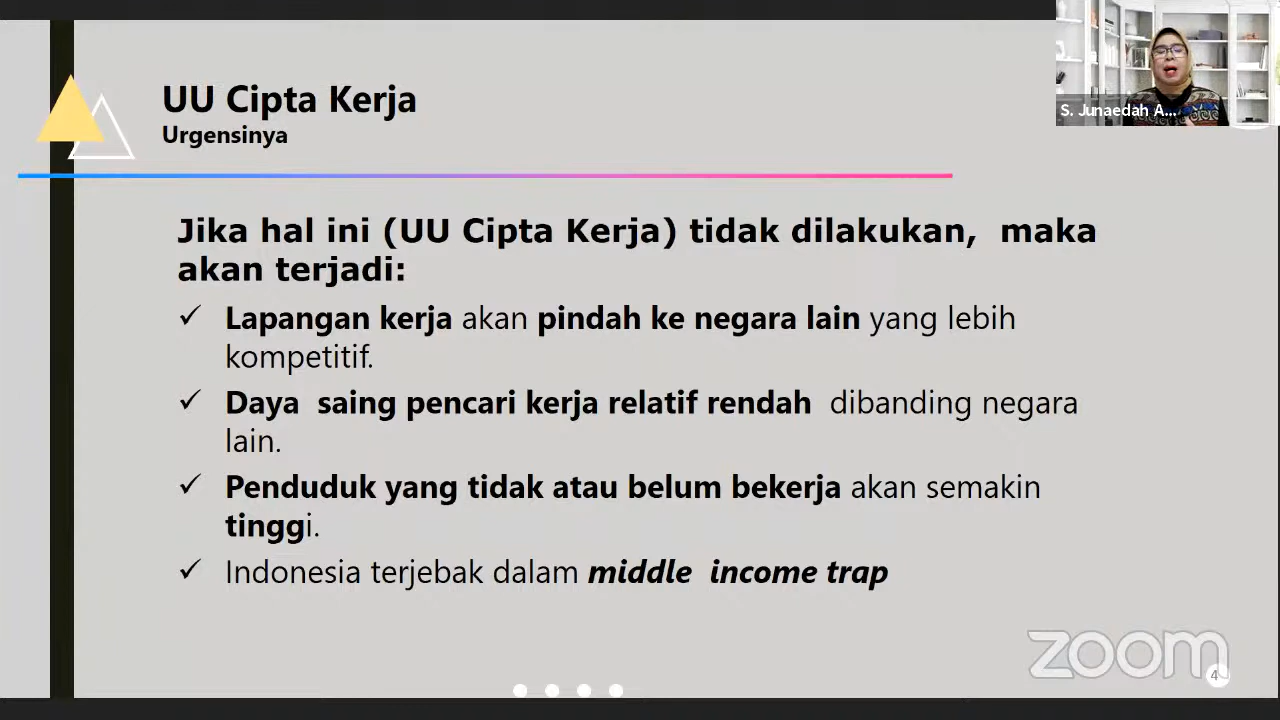 UU Cipta Kerja
Urgensinya
S. Junaedah A...
Jika hal ini (UU Cipta Kerja) tidak dilakukan, maka
akan terjadi:
✓ Lapangan kerja akan pindah ke negara lain yang lebih
kompetitif.
✓ Daya saing pencari kerja relatif rendah dibanding negara
lain.
✓ Penduduk yang tidak atau belum bekerja akan semakin
tinggi.
✓ Indonesia terjebak dalam middle income trap
zoom
4